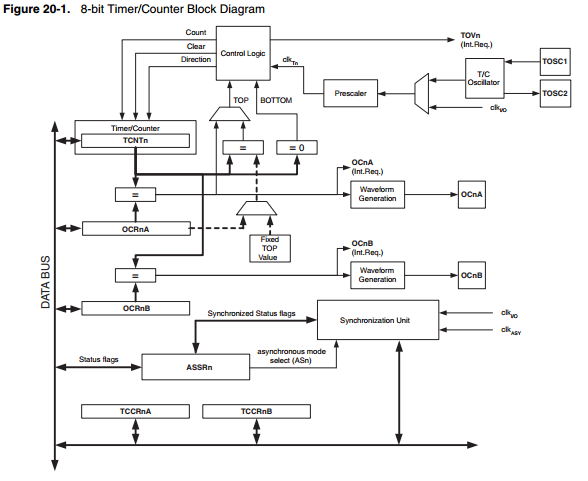 Figure 20-1. 8-bit Timer/Counter Block Diagram
Count
Clear
Direction
Control Logic
clkTn
TOVn
(Int.Req.)
TOSC1
T/C
Oscillator
TOSC2
Prescaler
clkI/O
TOP
BOTTOM
Timer/Counter
TCNTn
=
= 0
=
OCnA
(Int.Req.)
Waveform
Generation
OCnA
OCRnA
Fixed
TOP
Value
OCnB
(Int.Req.)
=
Waveform
Generation
OCnB
DATA BUS
OCRnB
Synchronized Status flags
Synchronization Unit
clkI/O
clkASY
Status flags
ASSRn
asynchronous mode
select (ASn)
TCCRnA
TCCRnB